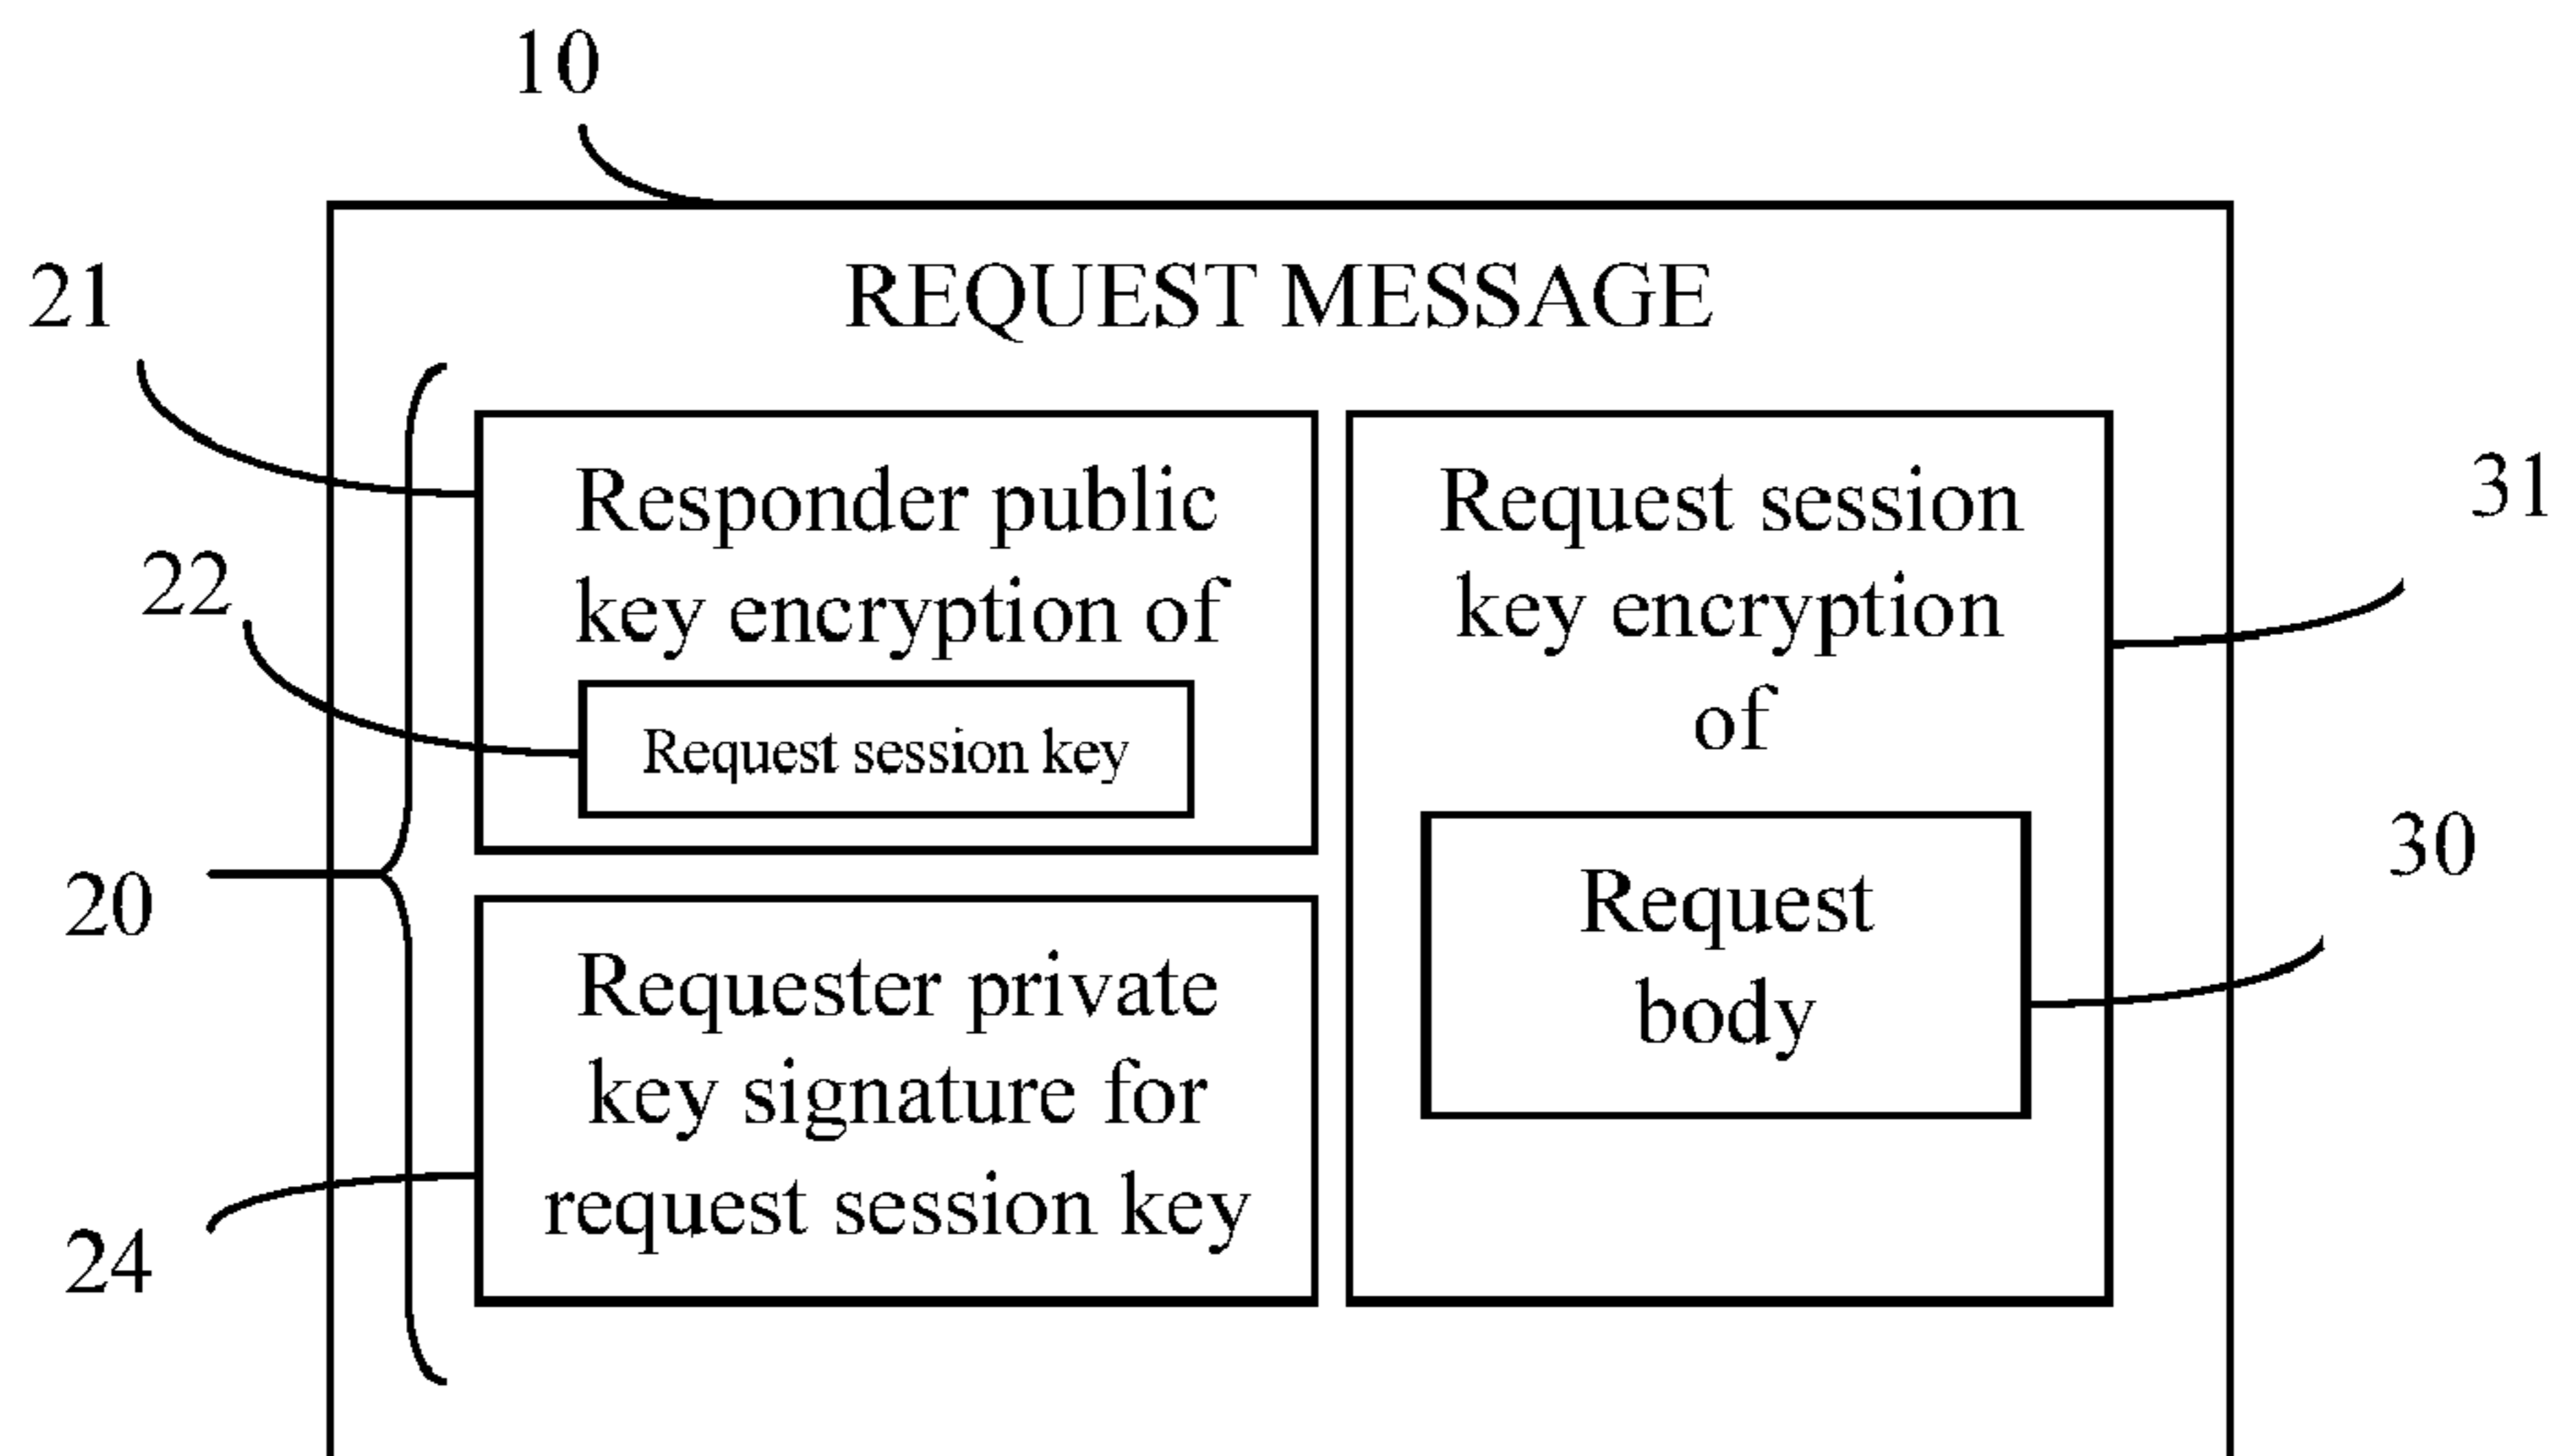 10
REQUEST MESSAGE
21
Responder public
key encryption of
22
Request session key
20
Requester private
key signature for
request session key
24
Request session
key encryption
of
31
Request
body
30